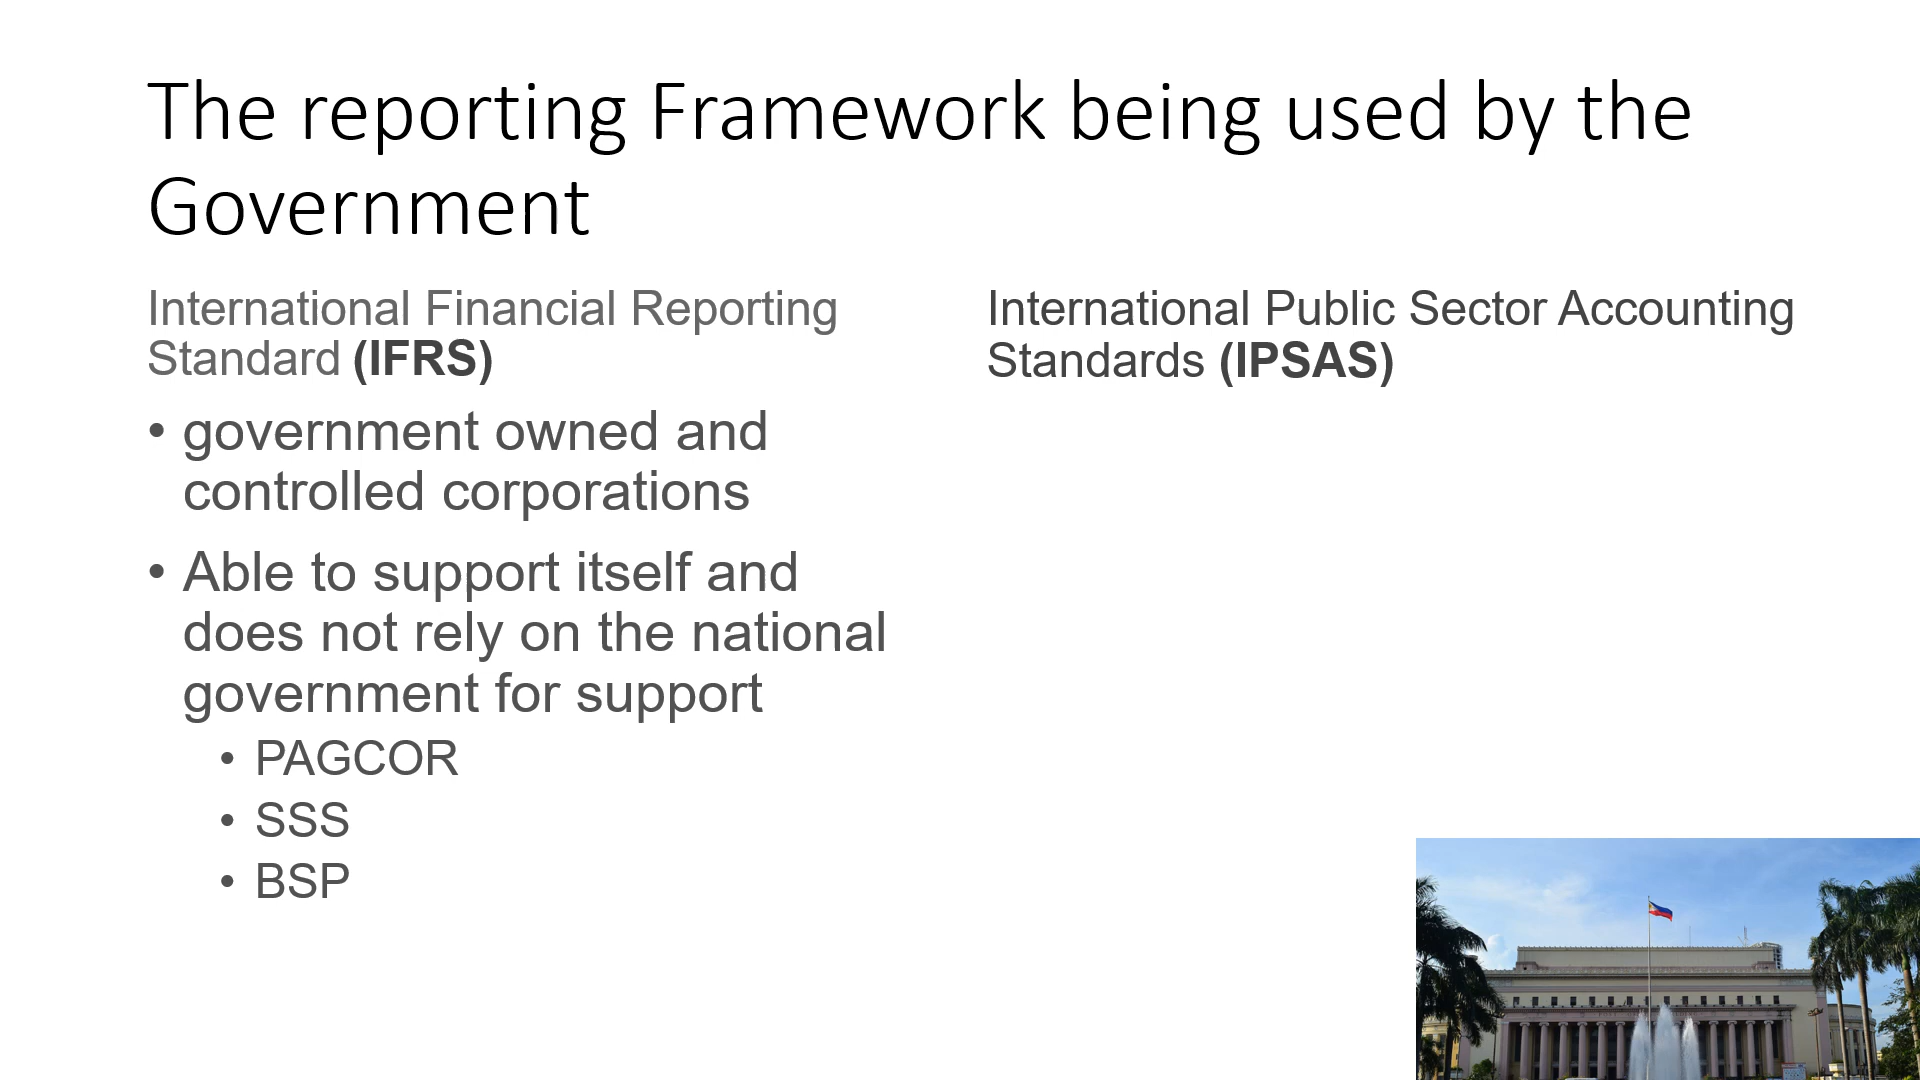 The reporting Framework being used by the
Government
International Financial Reporting
Standard (IFRS)
• government owned and
controlled corporations
• Able to support itself and
does not rely on the national
government for support
• PAGCOR
• SSS
• BSP
International Public Sector Accounting
Standards (IPSAS)